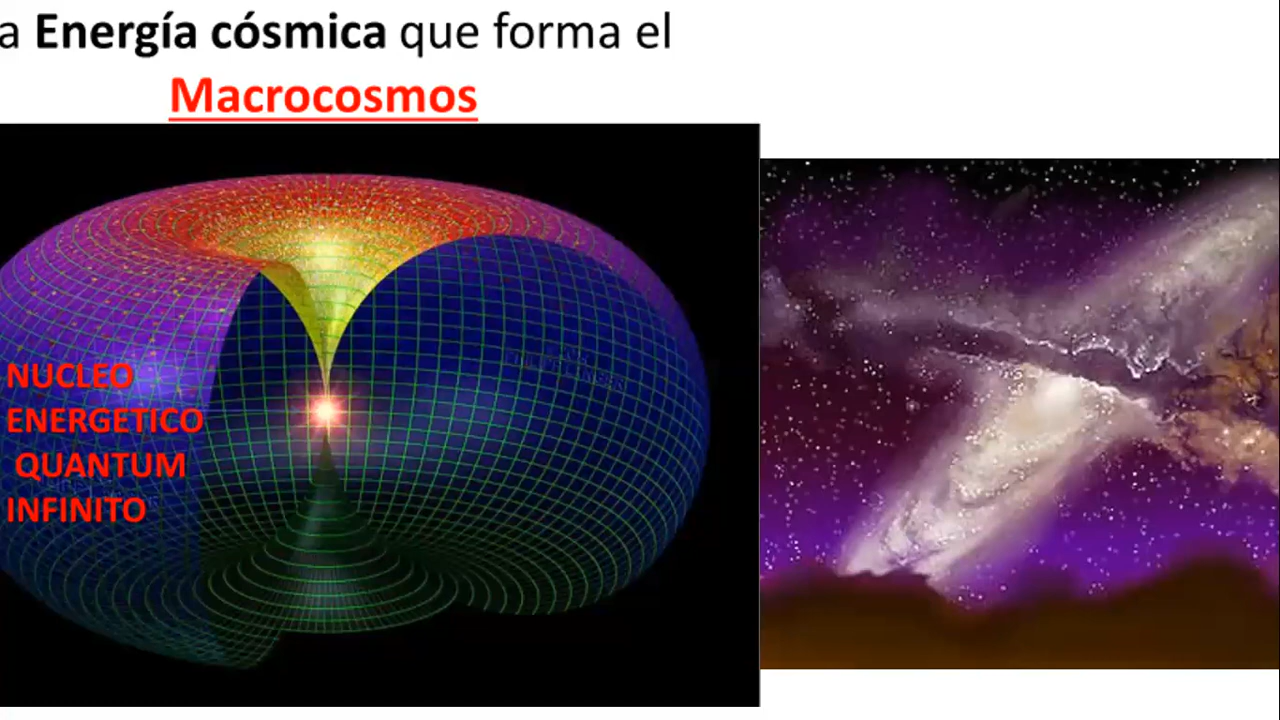 a Energía cósmica que forma el
Macrocosmos
NUCLEO
ENERGETICO
QUANTUM
INFINITO